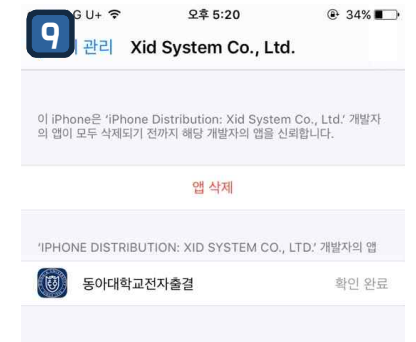 9
G U+ 오후 5:20 34%
관리 Xid System Co., Ltd.
이 iPhone은 ‘iPhone Distribution: Xid System Co., Ltd.’ 개발자
의 앱이 모두 삭제되기 전까지 해당 개발자의 앱을 신뢰합니다.
앱 삭제
‘IPHONE DISTRIBUTION: XID SYSTEM CO., LTD.’ 개발자의 앱
동아대학교전자출결 확인 완료